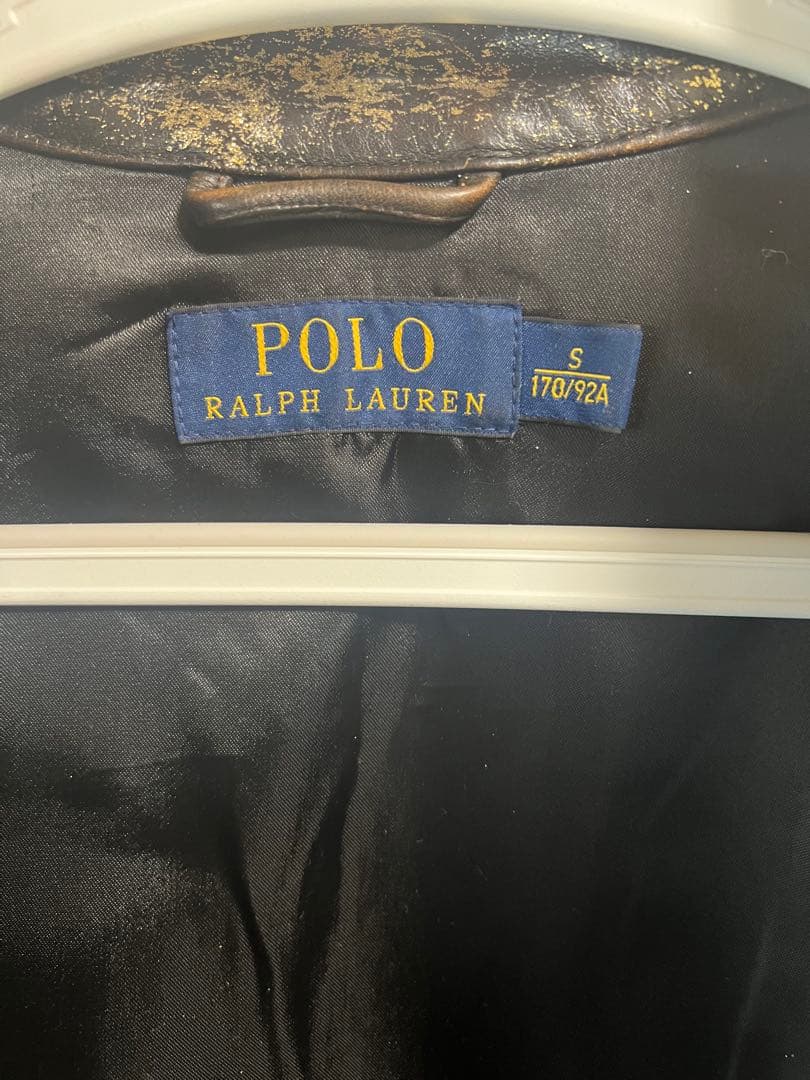 POLO
RALPH LAUREN
S
170/92A